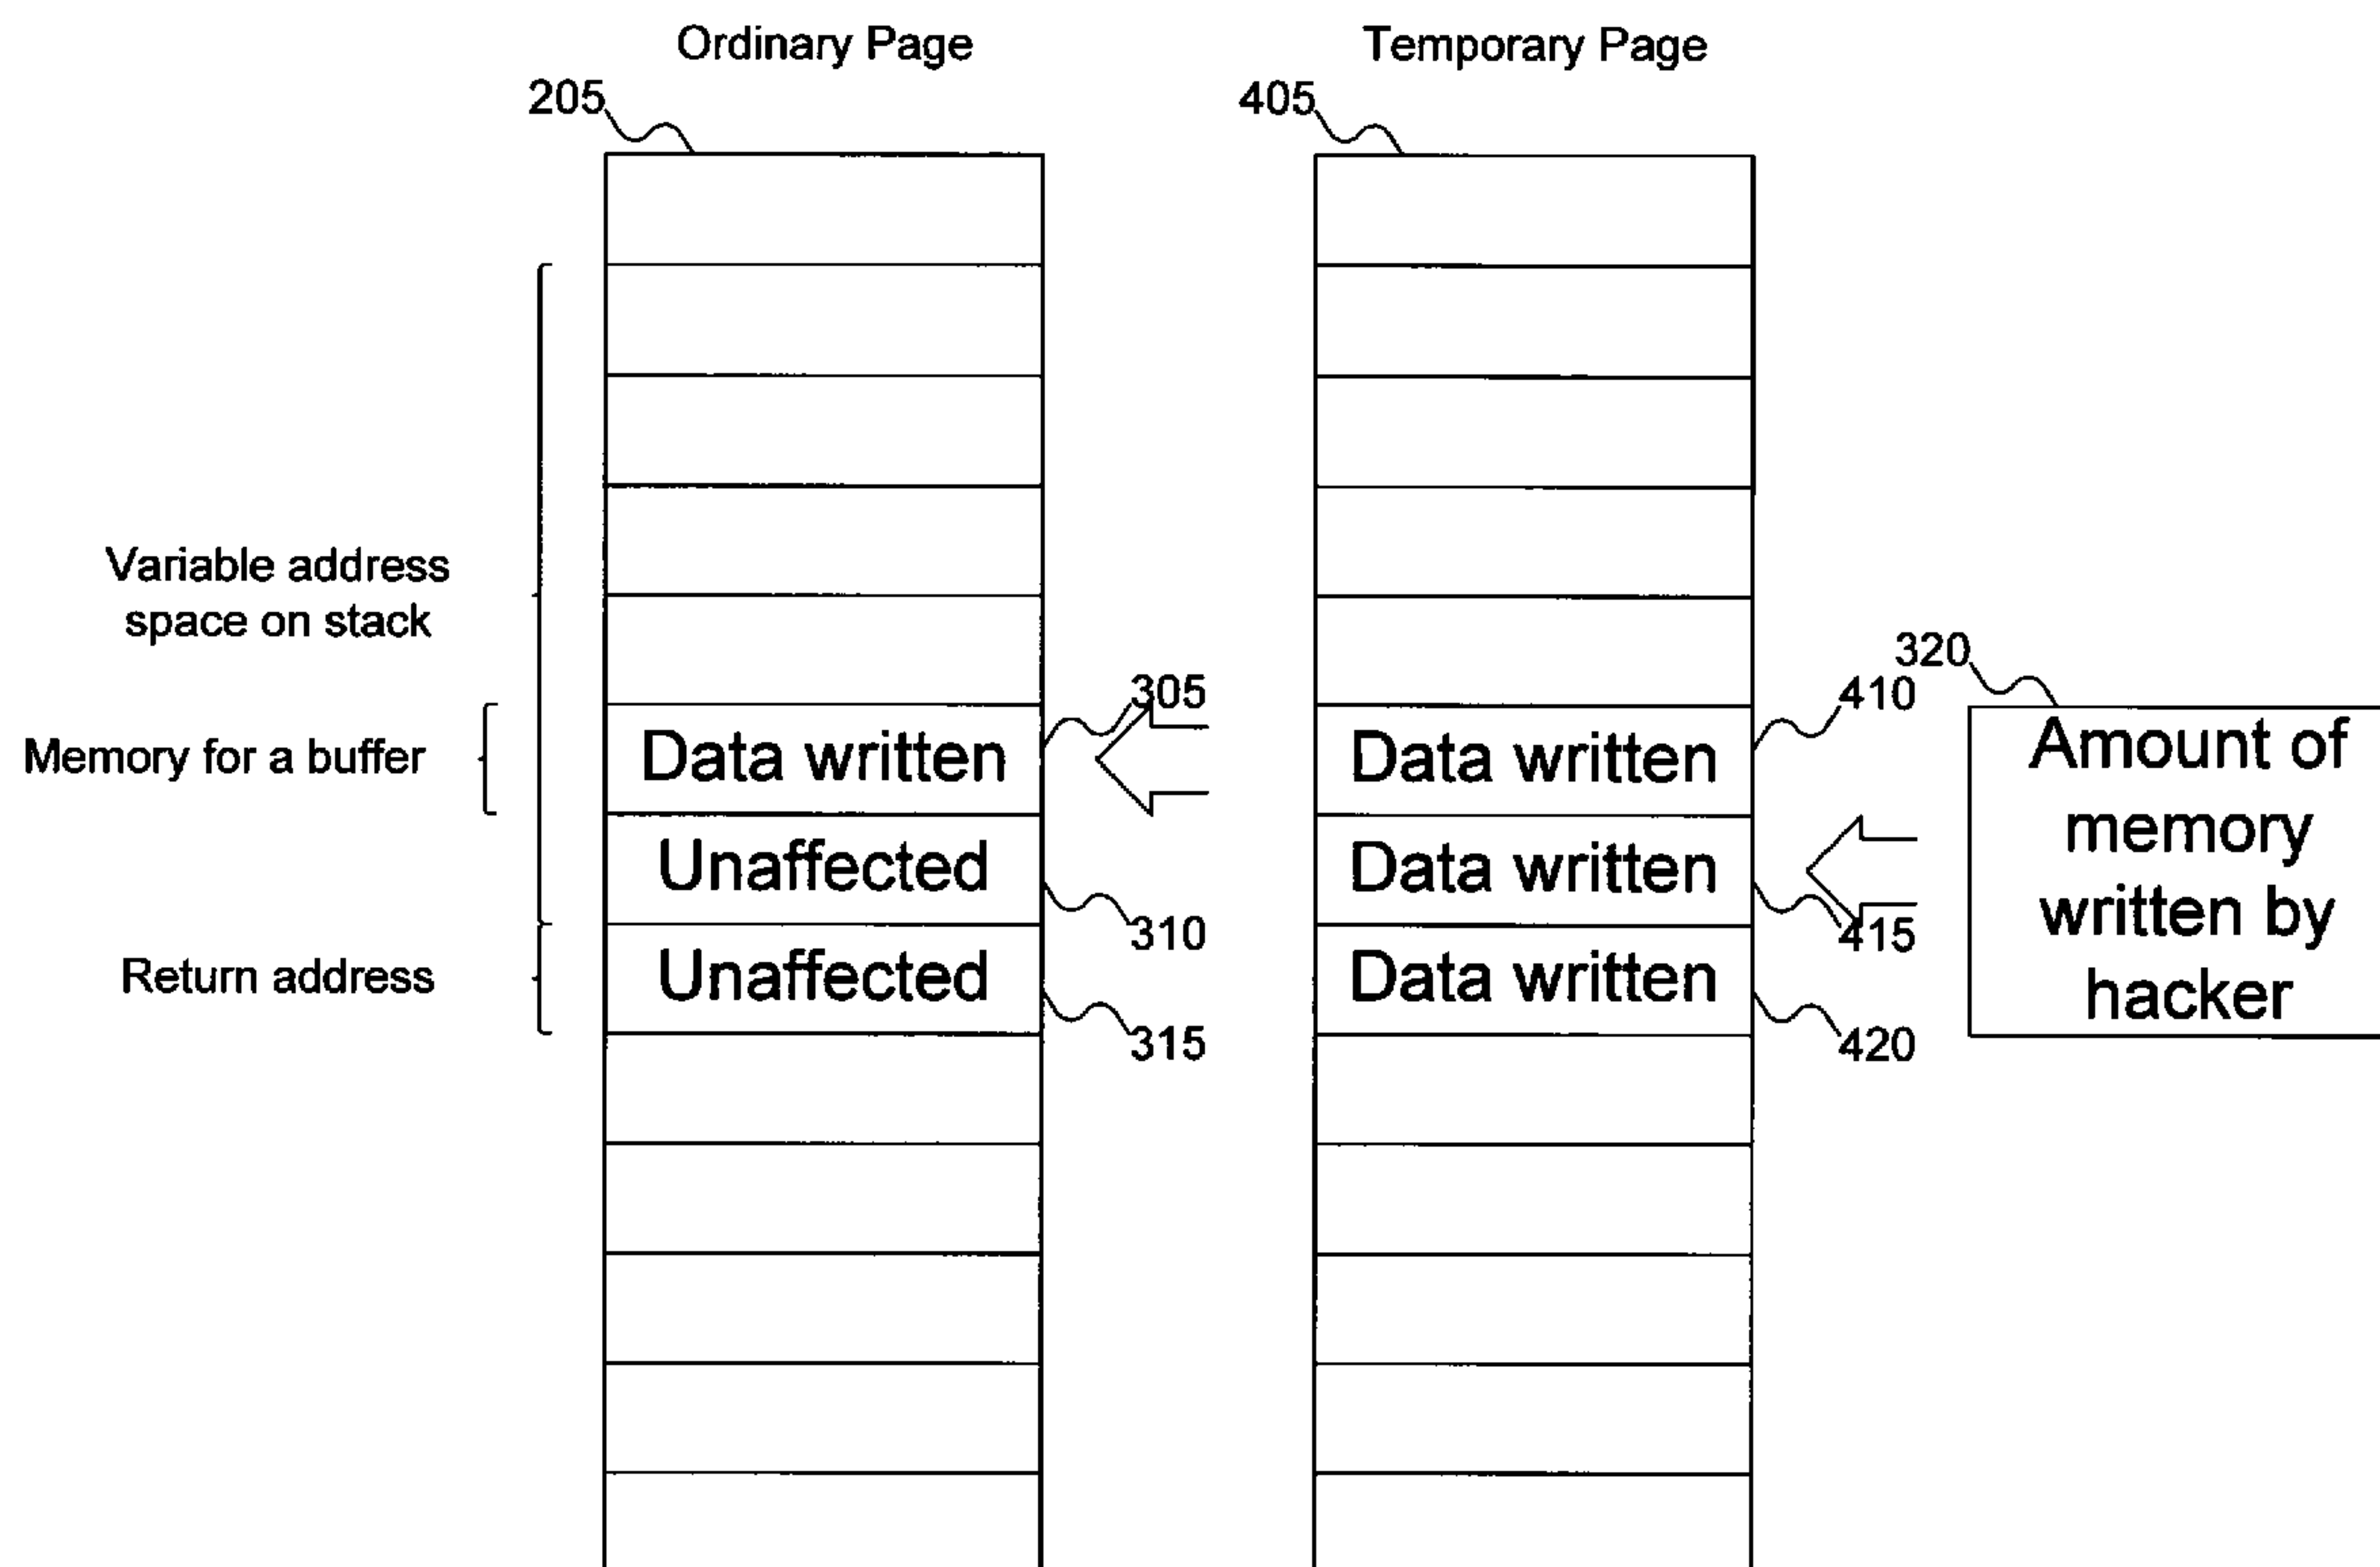 Ordinary Page
Temporary Page
205
405
Variable address
space on stack
320
305
410
Memory for a buffer
Data written
Data written
Amount of
memory
written by
hacker
Unaffected
Data written
310
415
Return address
Unaffected
Data written
315
420